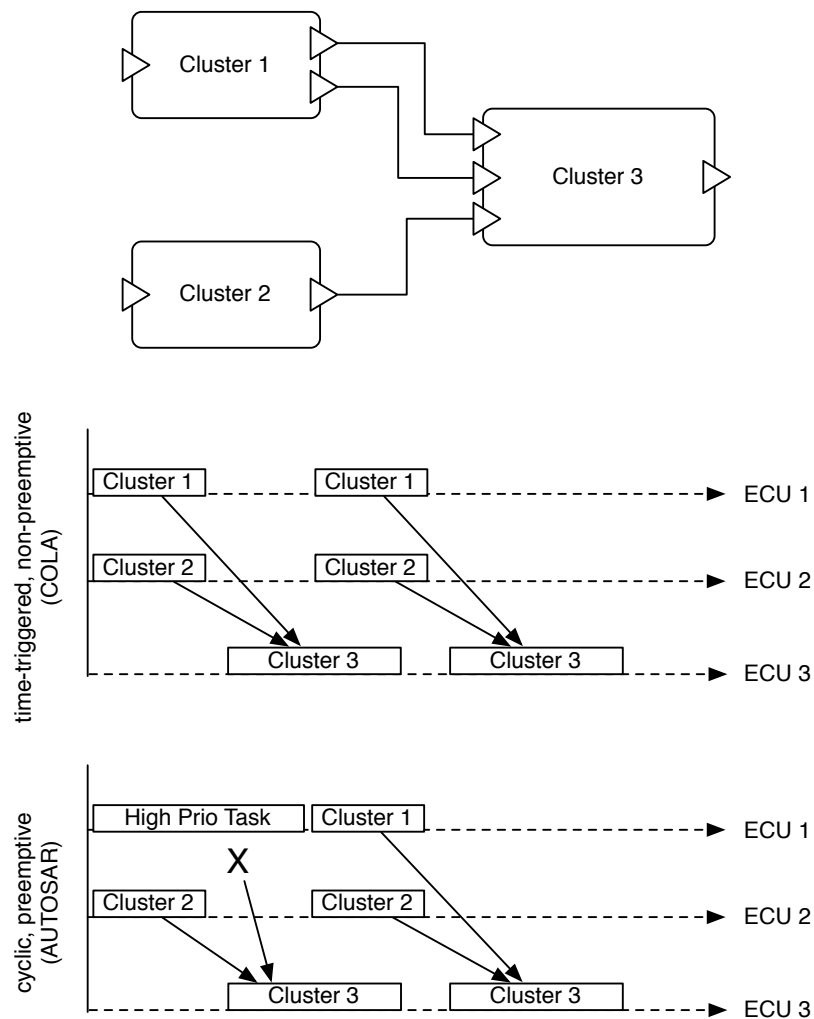 Cluster 1
Cluster 3
Cluster 2
time-triggered, non-preemptive
(COLA)
Cluster 1
Cluster 1
ECU 1
Cluster 2
Cluster 2
ECU 2
Cluster 3
Cluster 3
ECU 3
cyclic, preemptive
(AUTOSAR)
High Prio Task
Cluster 1
ECU 1
X
Cluster 2
Cluster 2
ECU 2
Cluster 3
Cluster 3
ECU 3